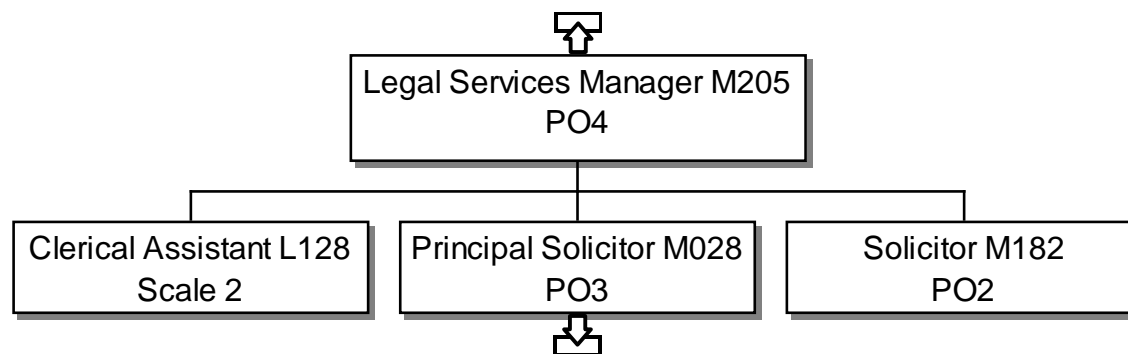 Legal Services Manager M205
PO4
Clerical Assistant L128
Scale 2
Principal Solicitor M028
PO3
Solicitor M182
PO2